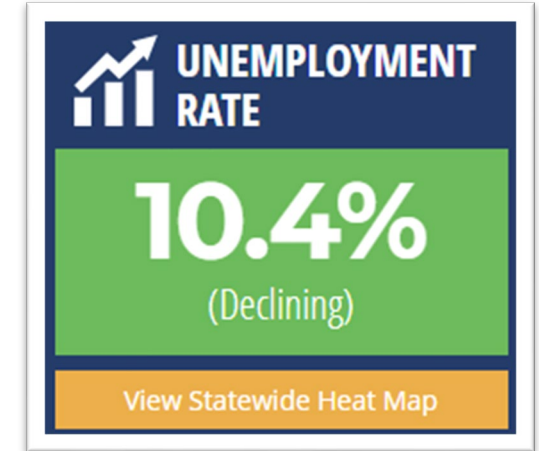 UNEMPLOYMENT
RATE
10.4%
(Declining)
View Statewide Heat Map